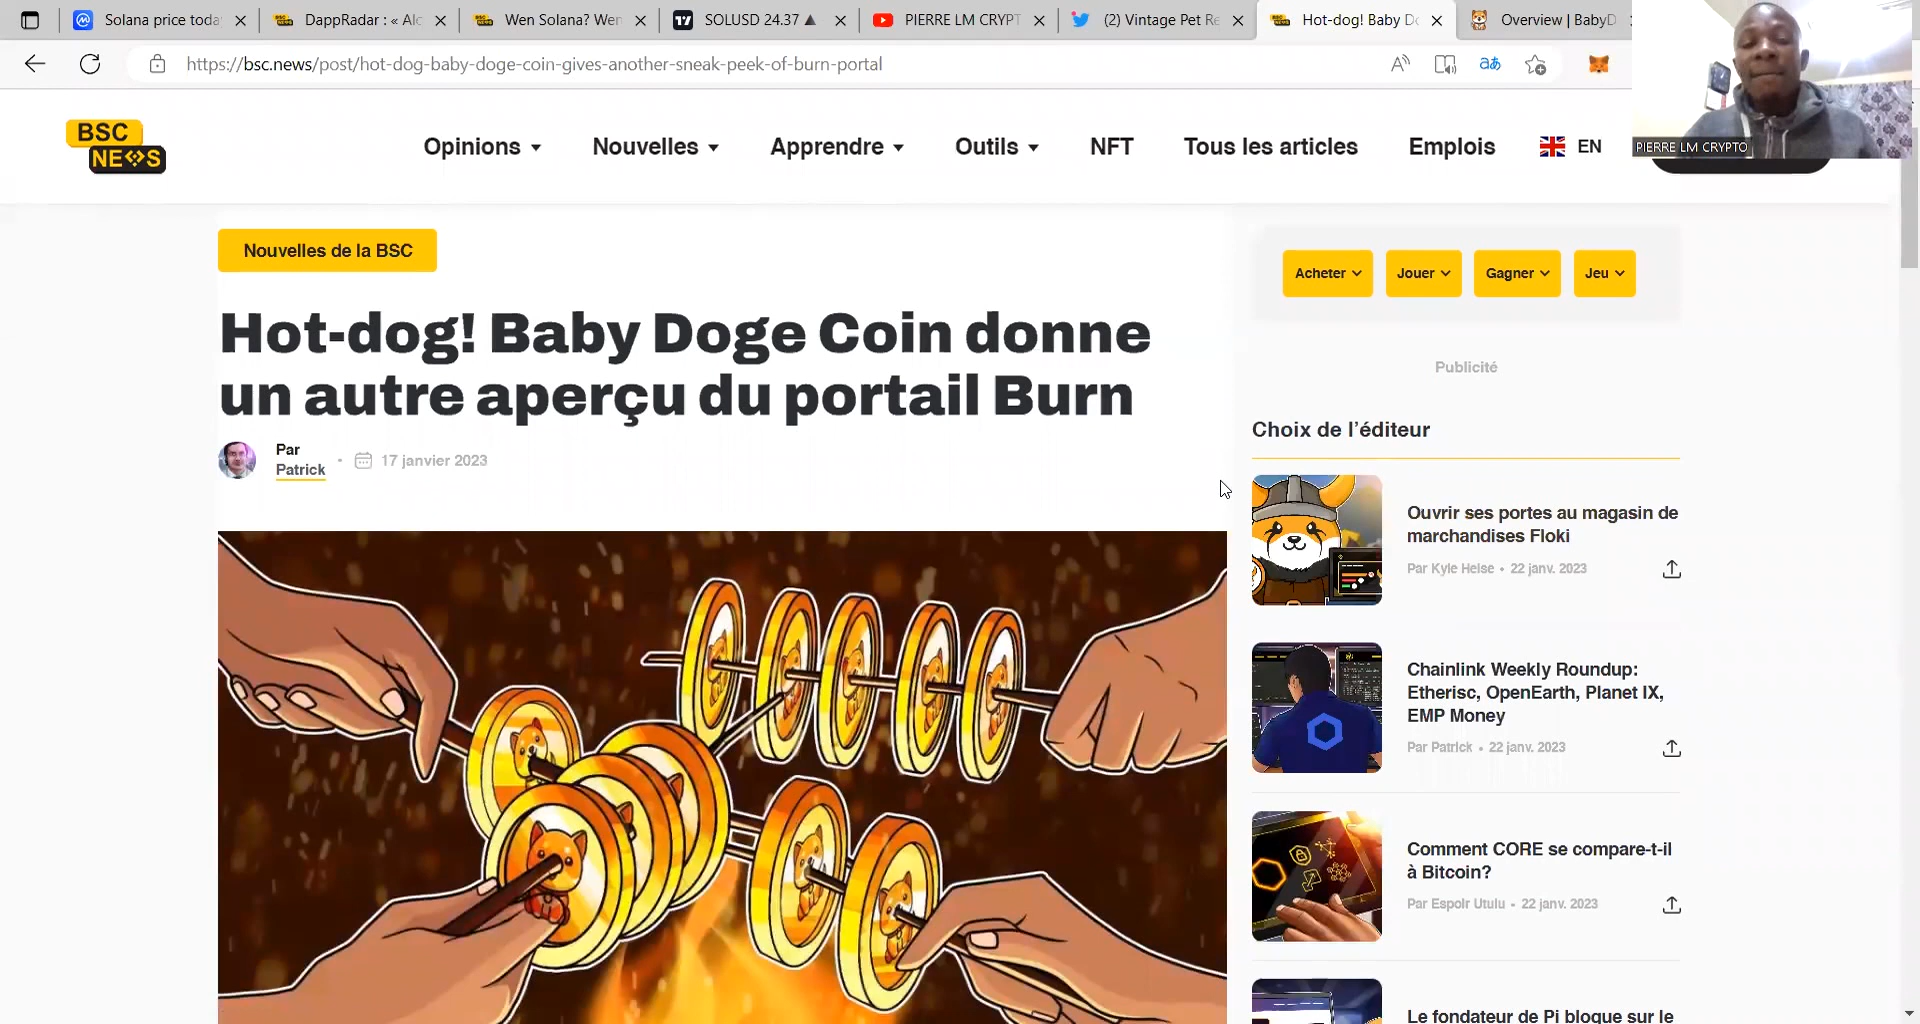 Solana price toda
DappRadar : « Alc
Wen Solana? Wen
SOLUSD 24.37 ▲
PIERRE LM CRYPT
(2) Vintage Pet Re
Hot-dog! Baby Do
Overview | BabyD
https://bsc.news/post/hot-dog-baby-doge-coin-gives-another-sneak-peek-of-burn-portal
PIERRE LM CRYPTO
BSC
NEWS
Opinions
Nouvelles
Apprendre
Outils
NFT
Tous les articles
Emplois
EN
Nouvelles de la BSC
Hot-dog! Baby Doge Coin donne
un autre aperçu du portail Burn
Par
Patrick
17 janvier 2023
Acheter
Jouer
Gagner
Jeu
Publicité
Choix de l’éditeur
Ouvrir ses portes au magasin de
marchandises Floki
Par Kyle Heise • 22 janv. 2023
Chainlink Weekly Roundup:
Etherisc, OpenEarth, Planet IX,
EMP Money
Par Patrick • 22 janv. 2023
Comment CORE se compare-t-il
à Bitcoin?
Par Espoir Utulu • 22 janv. 2023
Le fondateur de Pi bloque sur le